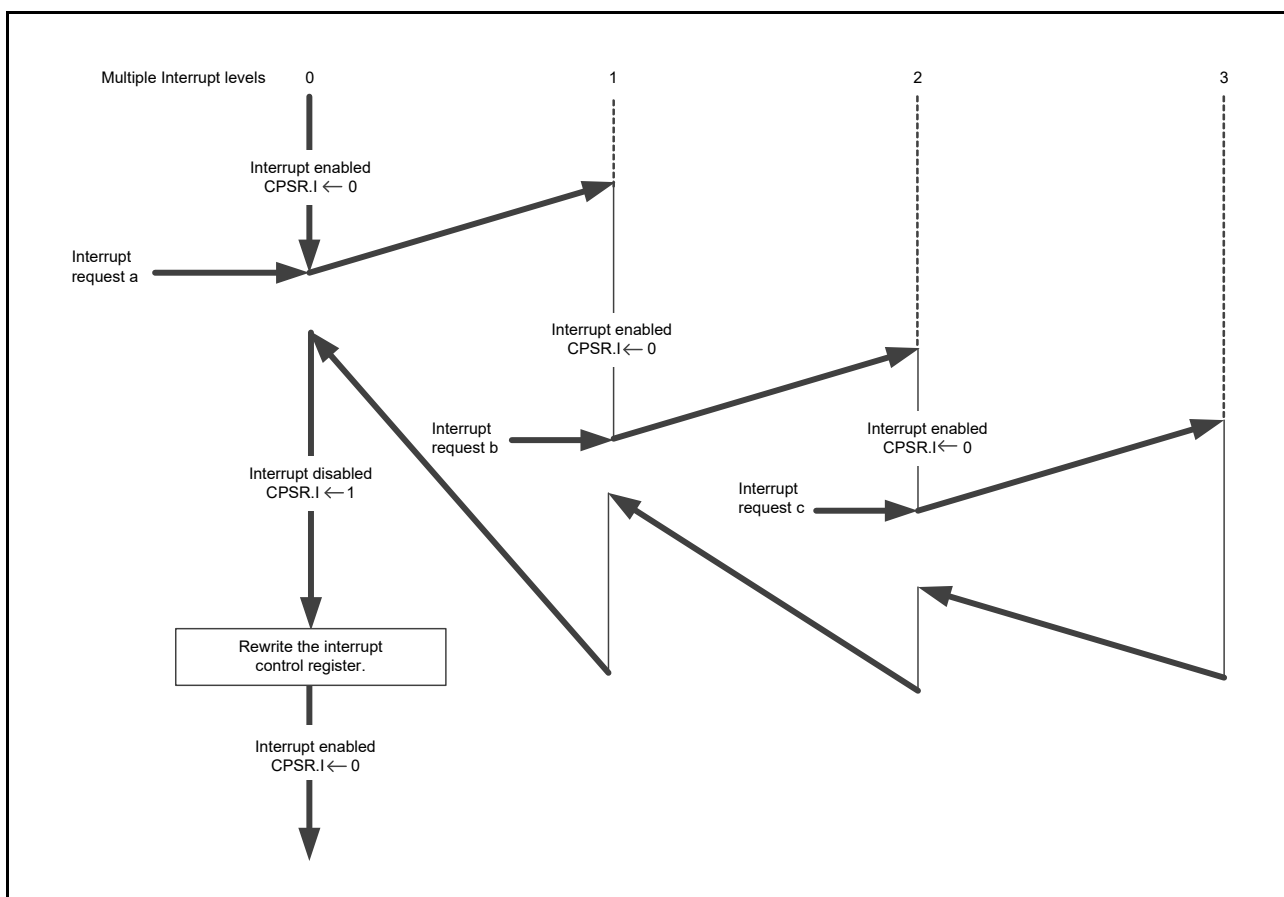 Multiple Interrupt levels 0 1 2 3
Interrupt enabled
CPSR.I ← 0
Interrupt
request a
Interrupt enabled
CPSR.I ← 0
Interrupt
request b
Interrupt enabled
CPSR.I ← 0
Interrupt disabled
CPSR.I ← 1
Interrupt
request c
Rewrite the interrupt
control register.
Interrupt enabled
CPSR.I ← 0